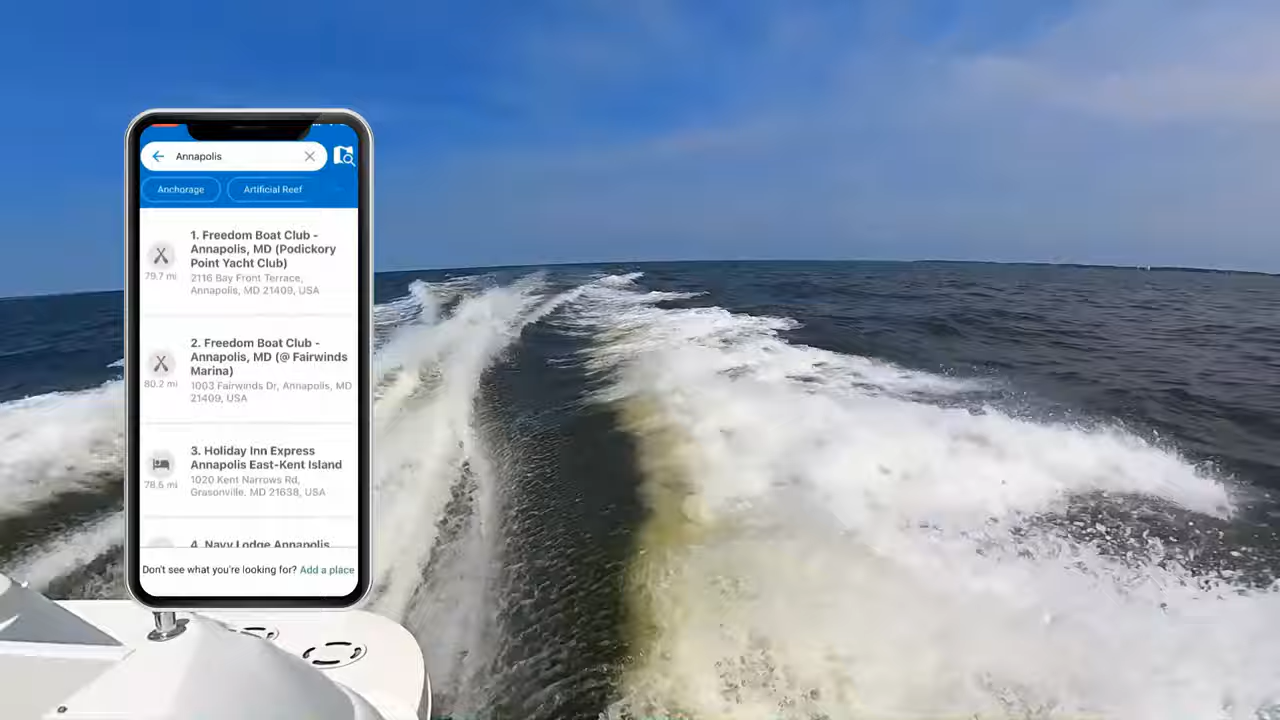 Annapolis
Anchorage
Artificial Reef
1. Freedom Boat Club -
Annapolis, MD (Podickory
Point Yacht Club)
2116 Bay Front Terrace,
Annapolis, MD 21409, USA
79.7 mi
2. Freedom Boat Club -
Annapolis, MD (@ Fairwinds
Marina)
1003 Fairwinds Dr, Annapolis, MD
21409, USA
80.2 mi
3. Holiday Inn Express
Annapolis East-Kent Island
1020 Kent Narrows Rd,
Grasonville, MD 21638, USA
78.6 mi
4. Navy Lodge Annapolis
Don't see what you're looking for? Add a place